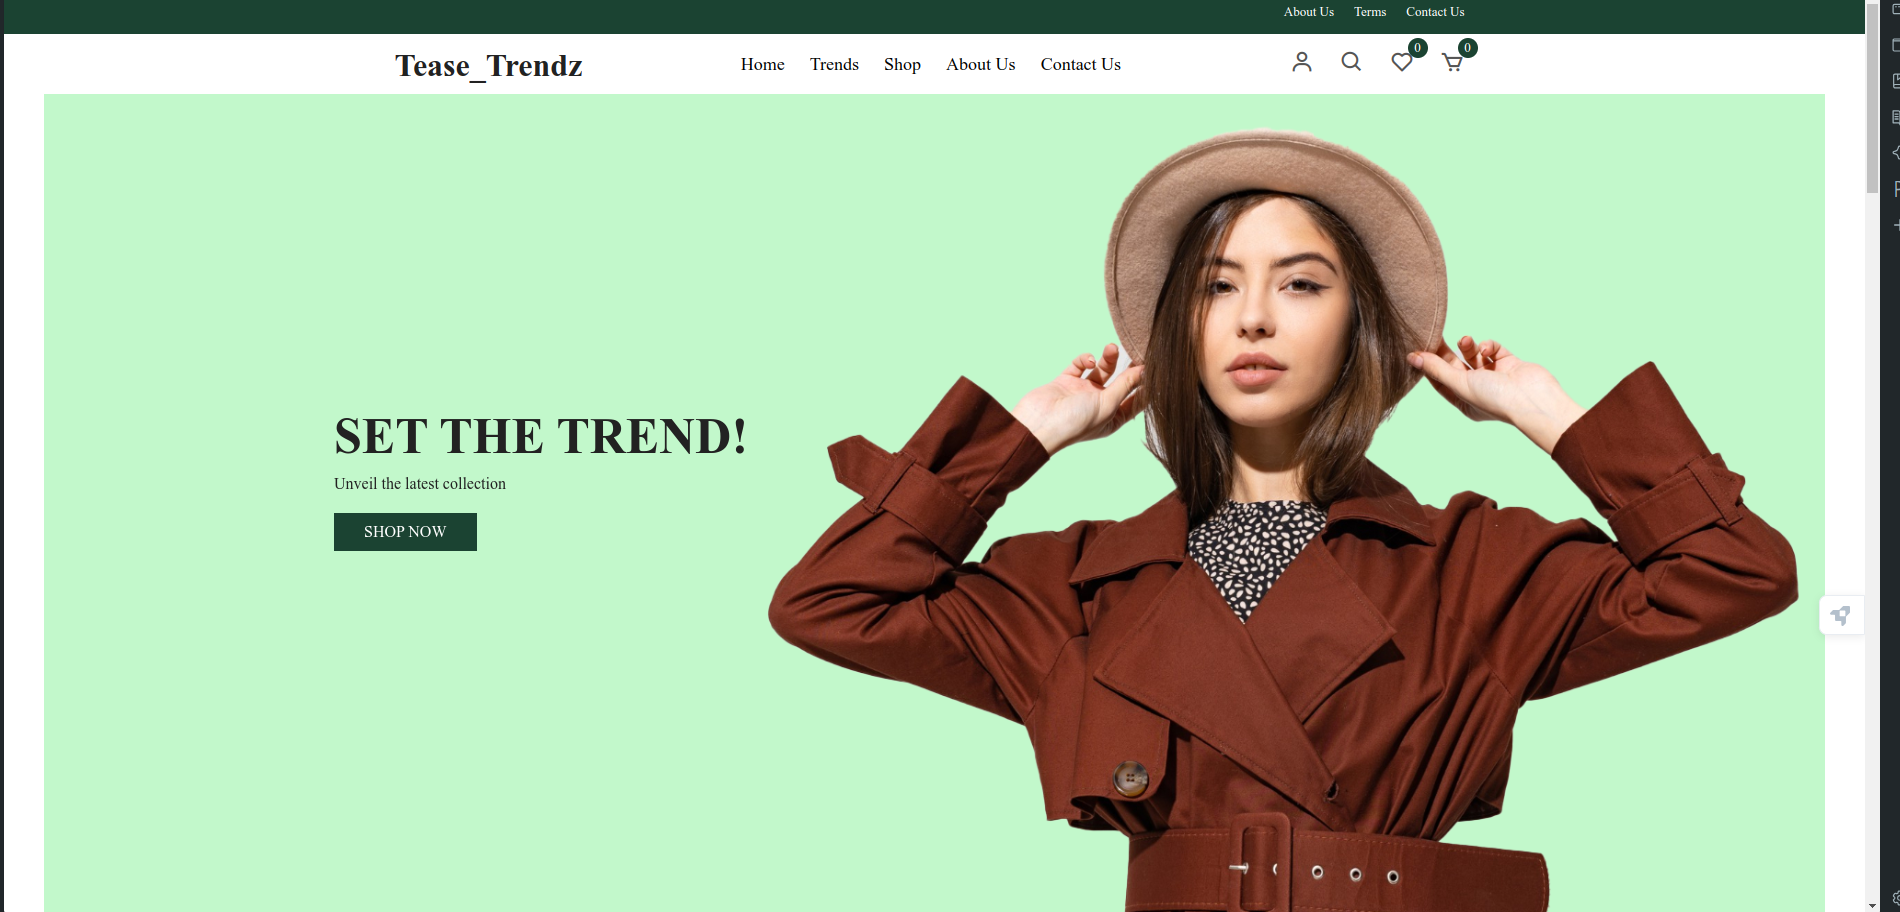 About Us Terms Contact Us
Tease_Trendz Home Trends Shop About Us Contact Us 0 0
SET THE TREND!
Unveil the latest collection
SHOP NOW